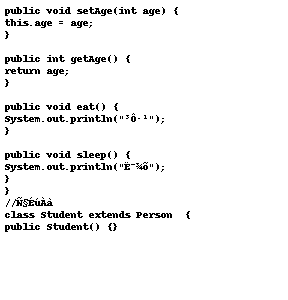 public void setAge(int age) {
this.age = age;
}
public int getAge() {
return age;
}
public void eat() {
System.out.println("³Ô·¹");
}
public void sleep() {
System.out.println("Ë¯¾õ");
}
}
//Ñ§ÉúÀà
class Student extends Person  {
public Student() {}